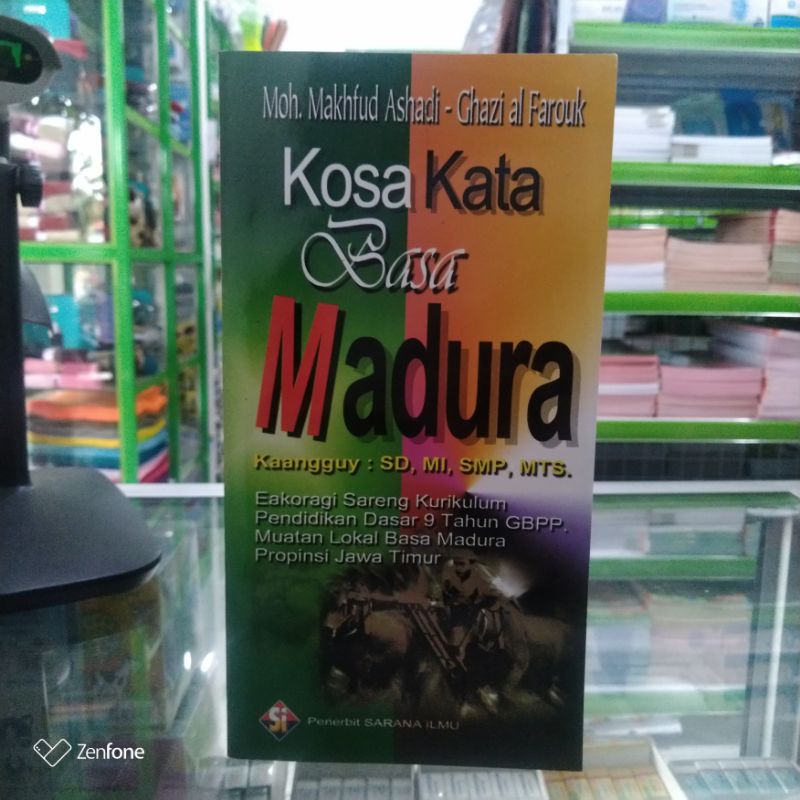 Moh. Makhfud Ashadi - Ghazi al Farouk
Kosa Kata
Basa
Madura
Kaangguy : SD, MI, SMP, MTS.
Eakoragi Sareng Kurikulum
Pendidikan Dasar 9 Tahun GBPP.
Muatan Lokal Basa Madura
Propinsi Jawa Timur
Si
Penerbit SARANA ILMU
Zenfone